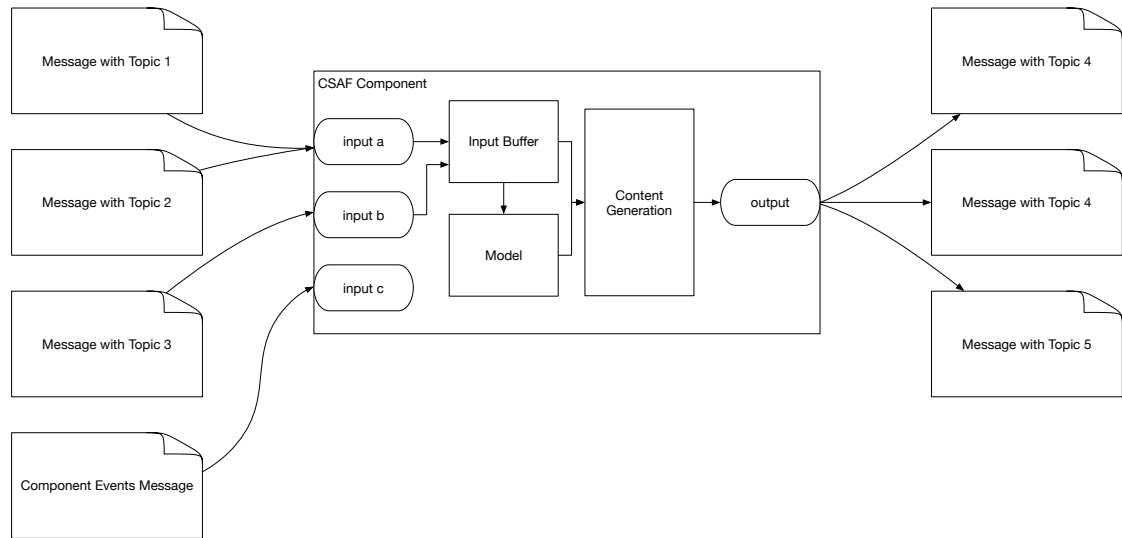 Message with Topic 1
Message with Topic 2
Message with Topic 3
Component Events Message
CSAF Component
input a
input b
input c
Input Buffer
Model
Content
Generation
output
Message with Topic 4
Message with Topic 4
Message with Topic 5